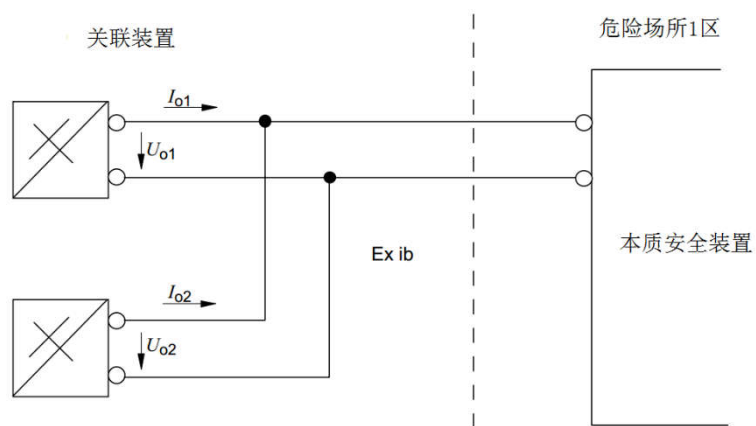 关联装置
危险场所1区
Io1
Uo1
本质安全装置
Ex ib
Io2
Uo2